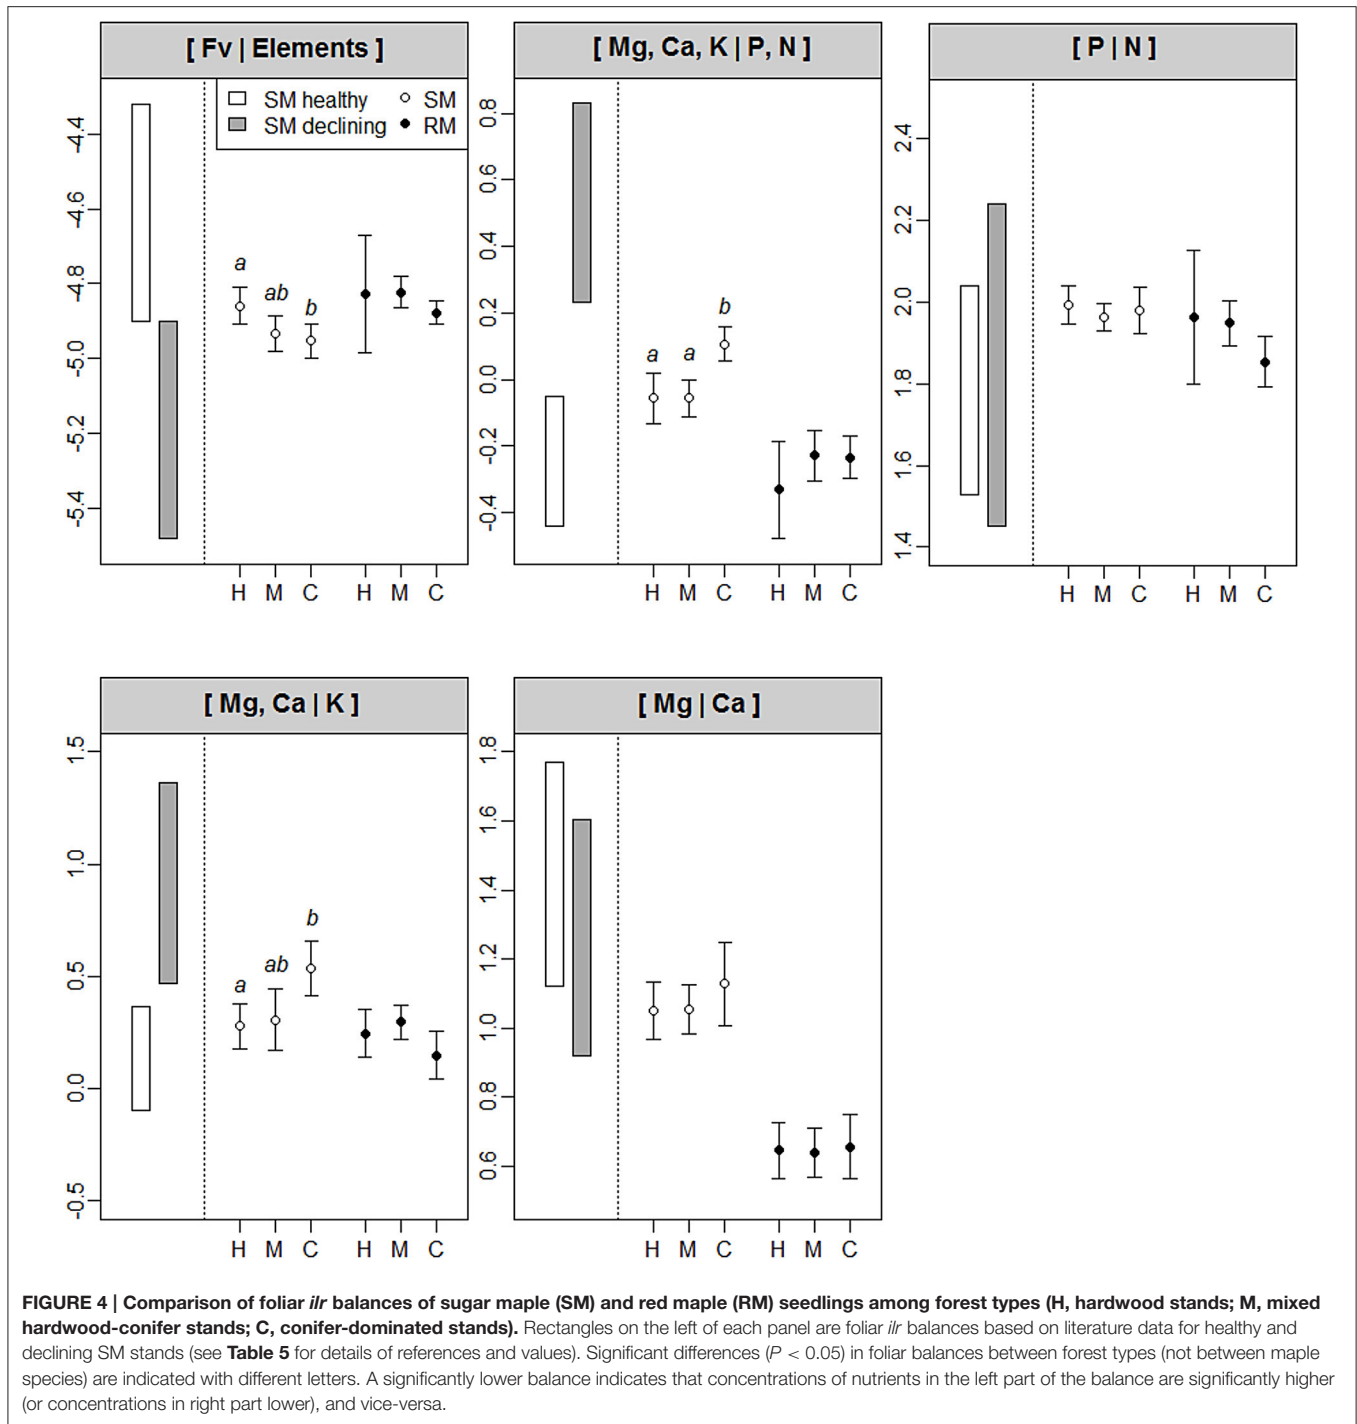 [ Fv | Elements ]
SM healthy
SM declining
SM
RM
-4.4
-4.6
-4.8
-5.0
-5.2
-5.4
a
ab
b
H M C H M C
[ Mg, Ca, K | P, N ]
0.8
0.6
0.4
0.2
0.0
-0.2
-0.4
a
a
b
H M C H M C
[ P | N ]
2.4
2.2
2.0
1.8
1.6
1.4
H M C H M C
[ Mg, Ca | K ]
1.5
1.0
0.5
0.0
-0.5
a
ab
b
H M C H M C
[ Mg | Ca ]
1.8
1.6
1.4
1.2
1.0
0.8
0.6
H M C H M C
FIGURE 4 | Comparison of foliar ilr balances of sugar maple (SM) and red maple (RM) seedlings among forest types (H, hardwood stands; M, mixed
hardwood-conifer stands; C, conifer-dominated stands). Rectangles on the left of each panel are foliar ilr balances based on literature data for healthy and
declining SM stands (see Table 5 for details of references and values). Significant differences (P < 0.05) in foliar balances between forest types (not between maple
species) are indicated with different letters. A significantly lower balance indicates that concentrations of nutrients in the left part of the balance are significantly higher
(or concentrations in right part lower), and vice-versa.